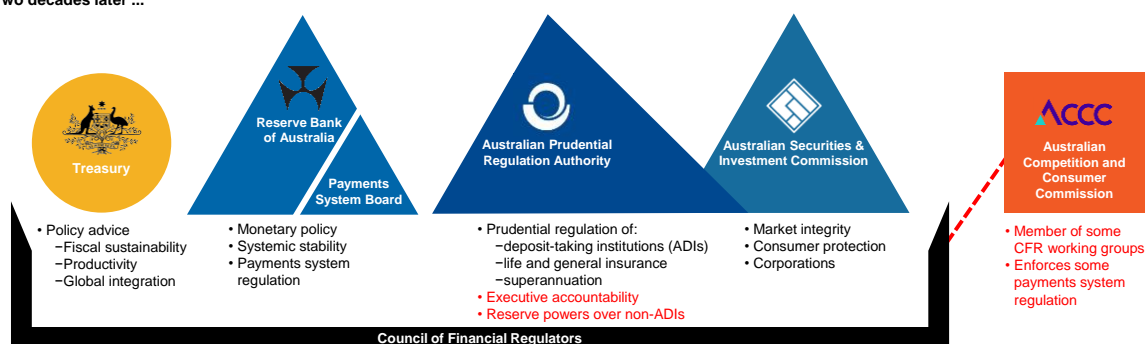 wo decades later ...
Reserve Bank
of Australia
Treasury
Payments
System Board
Australian Prudential
Regulation Authority
Australian Securities &
Investment Commission
ACCC
Australian
Competition and
Consumer
Commission
• Policy advice
−Fiscal sustainability
−Productivity
−Global integration
• Monetary policy
• Systemic stability
• Payments system
regulation
• Prudential regulation of:
−deposit-taking institutions (ADIs)
−life and general insurance
−superannuation
• Executive accountability
• Reserve powers over non-ADIs
• Market integrity
• Consumer protection
• Corporations
• Member of some
CFR working groups
• Enforces some
payments system
regulation
Council of Financial Regulators